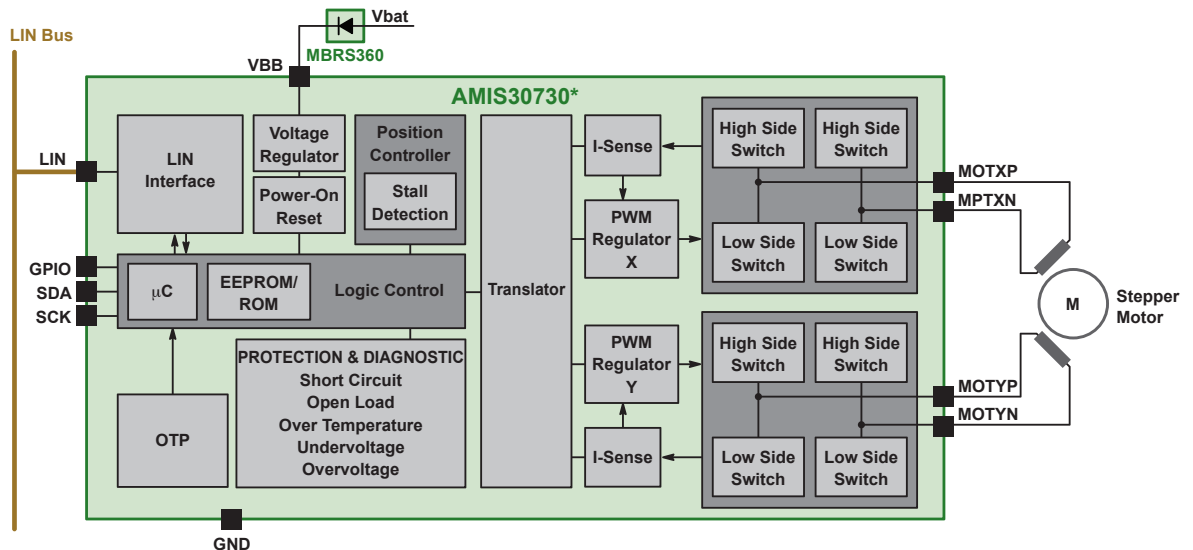 Vbat
LIN Bus
MBRS360
VBB
AMIS30730*
LIN
LIN
Interface
Voltage
Regulator
Power-On
Reset
Position
Controller
Stall
Detection
I-Sense
PWM
Regulator
X
High Side
Switch
High Side
Switch
Low Side
Switch
Low Side
Switch
MOTXP
MPTXN
GPIO
SDA
SCK
μC
EEPROM/
ROM
Logic Control
Translator
M
Stepper
Motor
OTP
PROTECTION & DIAGNOSTIC
Short Circuit
Open Load
Over Temperature
Undervoltage
Overvoltage
PWM
Regulator
Y
I-Sense
High Side
Switch
High Side
Switch
Low Side
Switch
Low Side
Switch
MOTYP
MOTYN
GND